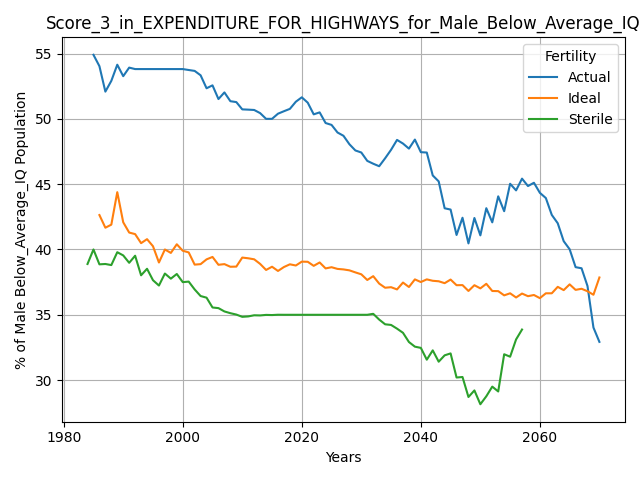 Score_3_in_EXPENDITURE_FOR_HIGHWAYS_for_Male_Below_Average_IQ
Fertility
Actual
Ideal
Sterile
% of Male Below_Average_IQ Population
55
50
45
40
35
30
1980
2000
2020
2040
2060
Years